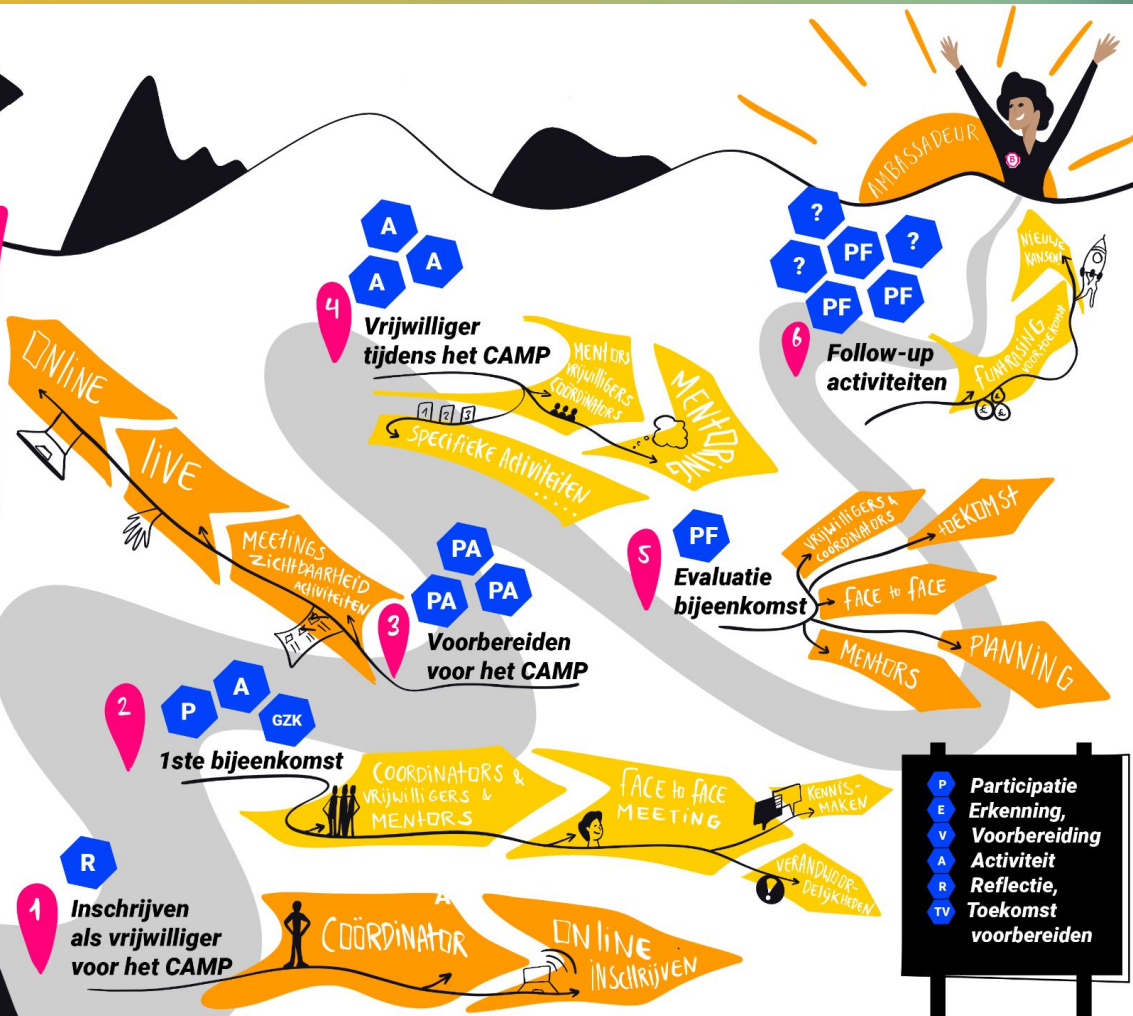 AMBASSADEUR
B
?
?
PF
?
PF
PF
6
Follow-up
activiteiten
NIEUWE
KANSEN!
FUNTRASING
VOOR TOEKOMST
£
£
£
A
A
A
4
Vrijwilliger
tijdens het CAMP
MENTORS
VRIJWILLIGERS
COÖRDINATORS
MENTORING
1 2 3
SPECIFIEKE ACTIVITEITEN
.....
ONLINE
LIVE
MEETINGS
ZICHTBAARHEID
ACTIVITEITEN
PA
PA
PA
3
Voorbereiden
voor het CAMP
5
PF
Evaluatie
bijeenkomst
VRIJWILLIGERS &
COÖRDINATORS
TOEKOMST
FACE to FACE
MENTORS
PLANNING
2
P
A
GZK
1ste bijeenkomst
COORDINATORS &
VRIJWILLIGERS &
MENTORS
FACE to FACE
MEETING
KENNIS-
MAKEN
VERANDWOOR-
DELIJKHEDEN
!
1
R
Inschrijven
als vrijwilliger
voor het CAMP
A
COÖRDINATOR
ONLINE
INSCHRIJVEN
P Participatie
E Erkenning,
V Voorbereiding
A Activiteit
R Reflectie,
TV Toekomst
voorbereiden